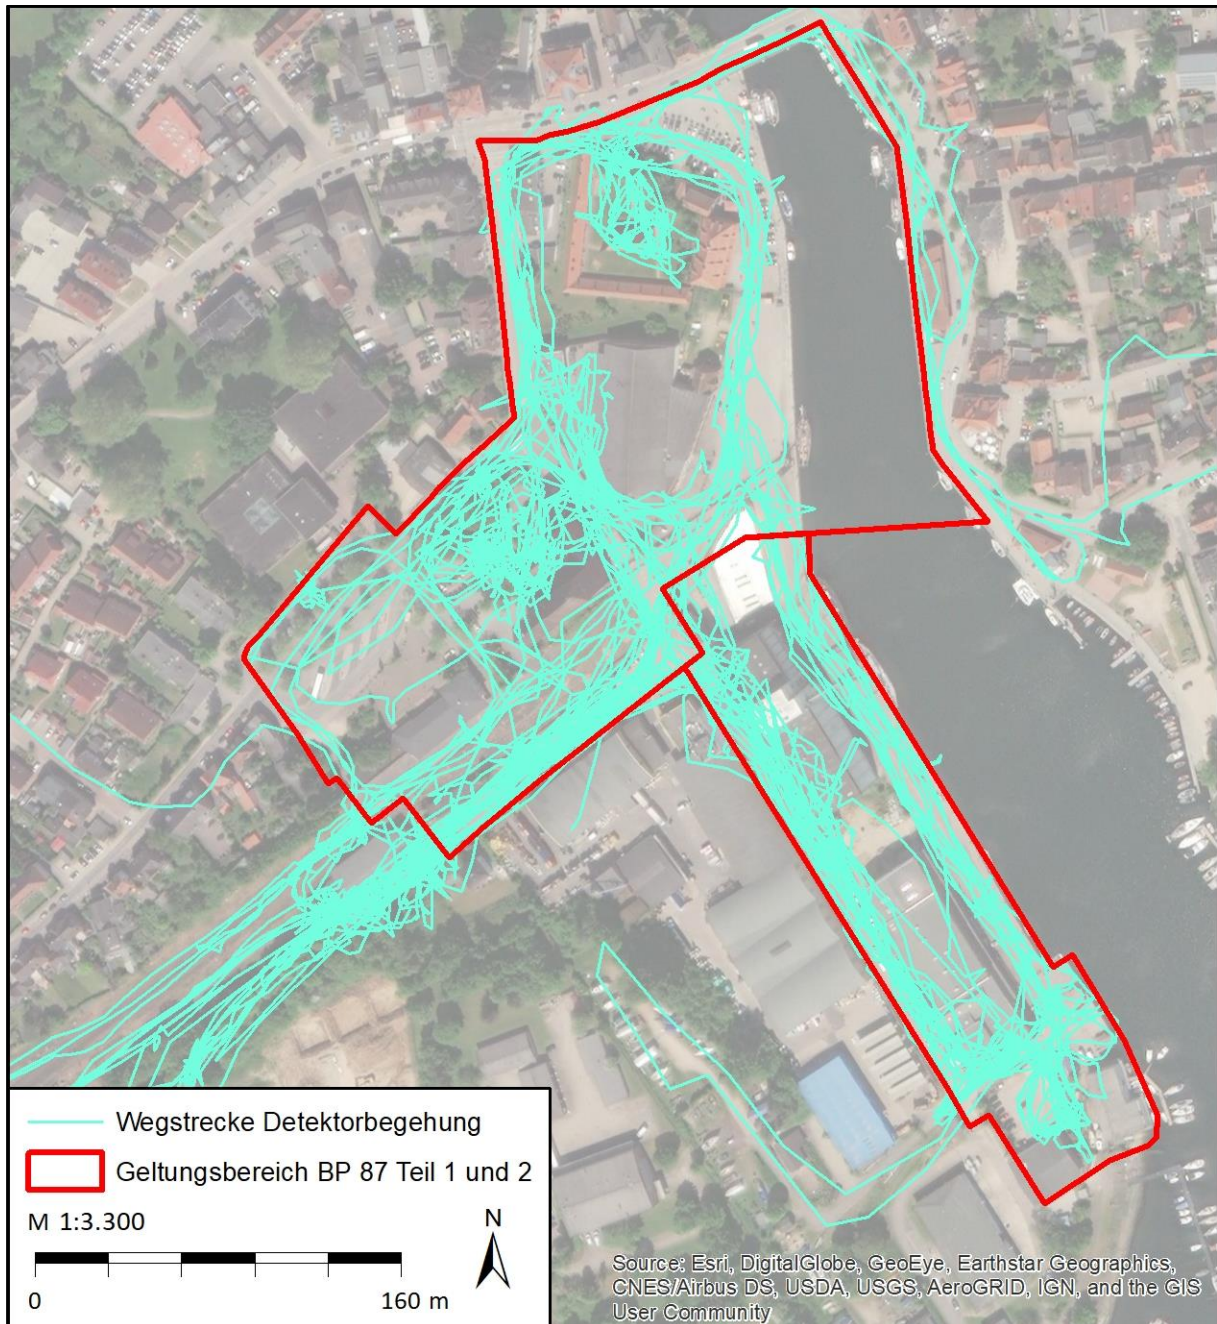 Wegstrecke Detektorbegehung
Geltungsbereich BP 87 Teil 1 und 2
M 1:3.300
N
0 160 m
Source: Esri, DigitalGlobe, GeoEye, Earthstar Geographics,
CNES/Airbus DS, USDA, USGS, AeroGRID, IGN, and the GIS
User Community